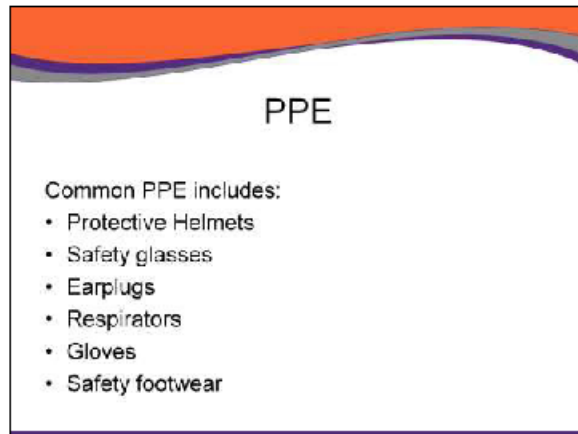 PPE
Common PPE includes:
• Protective Helmets
• Safety glasses
• Earplugs
• Respirators
• Gloves
• Safety footwear